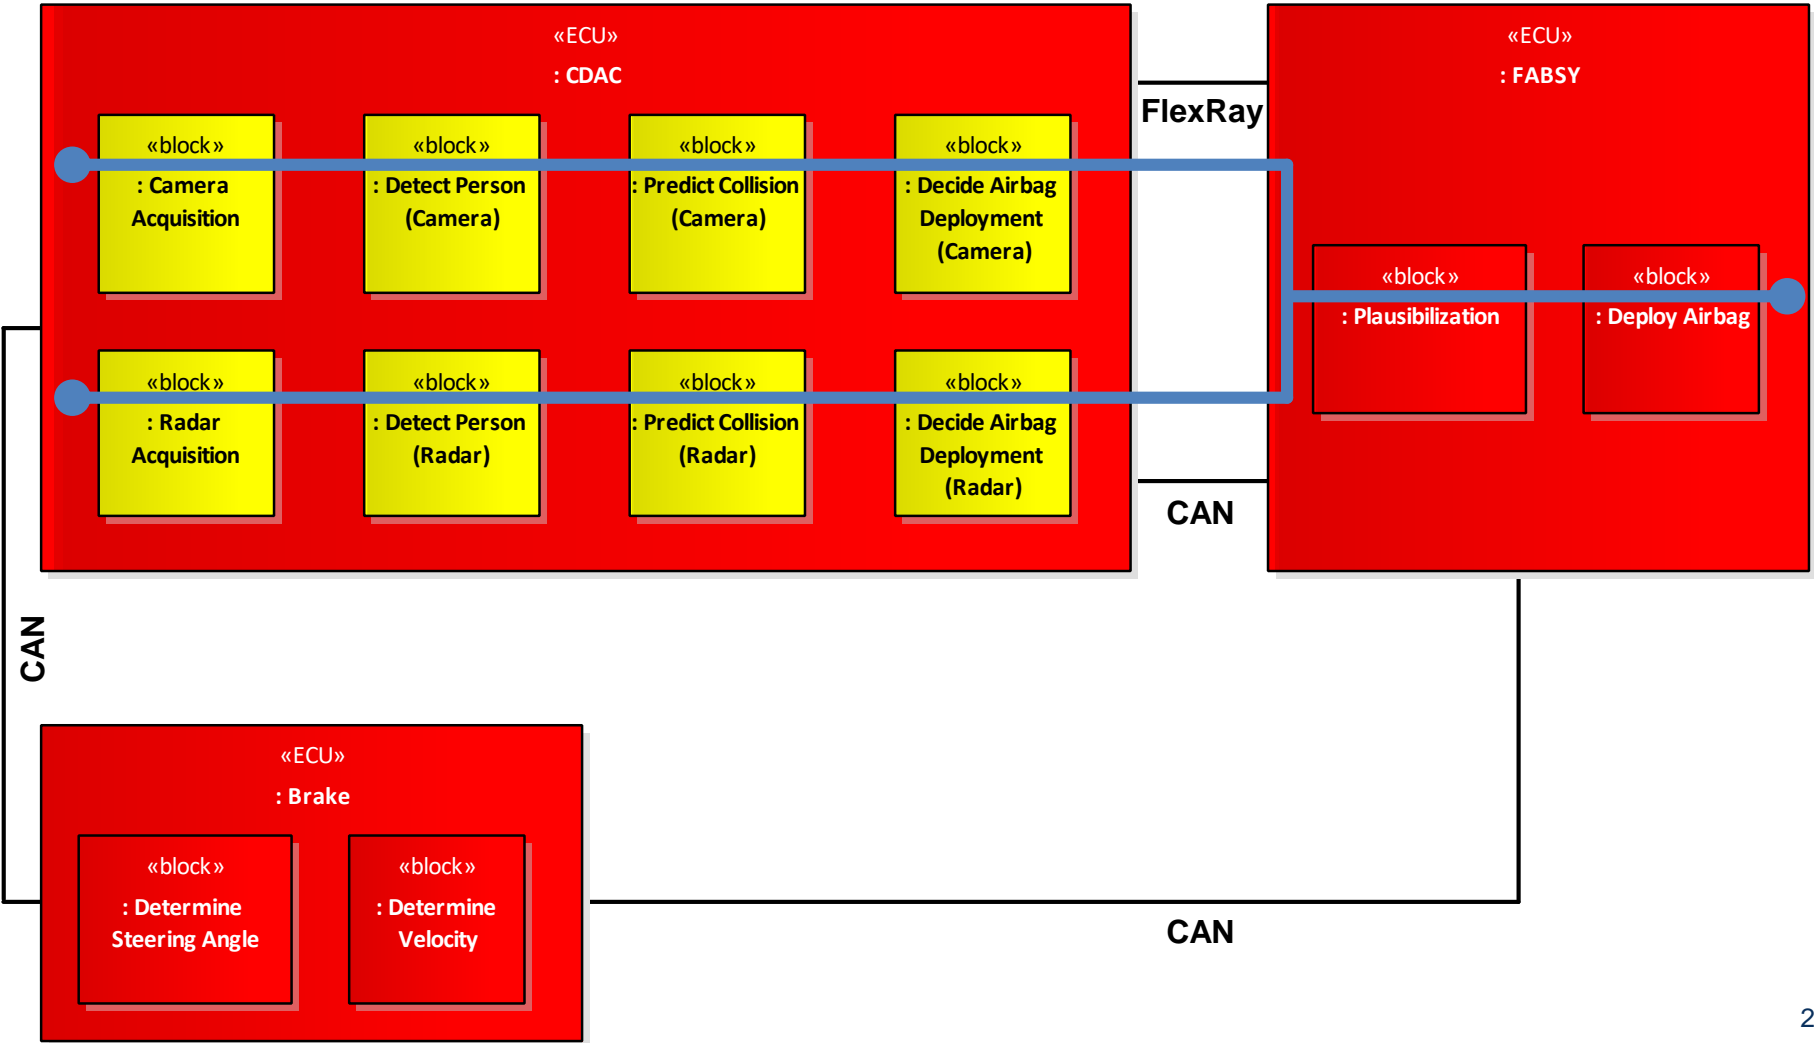 «ECU»
: CDAC
«block»
: Camera
Acquisition
«block»
: Detect Person
(Camera)
«block»
: Predict Collision
(Camera)
«block»
: Decide Airbag
Deployment
(Camera)
«block»
: Radar
Acquisition
«block»
: Detect Person
(Radar)
«block»
: Predict Collision
(Radar)
«block»
: Decide Airbag
Deployment
(Radar)
FlexRay
CAN
«ECU»
: FABSY
«block»
: Plausibilization
«block»
: Deploy Airbag
CAN
«ECU»
: Brake
«block»
: Determine
Steering Angle
«block»
: Determine
Velocity
CAN
2